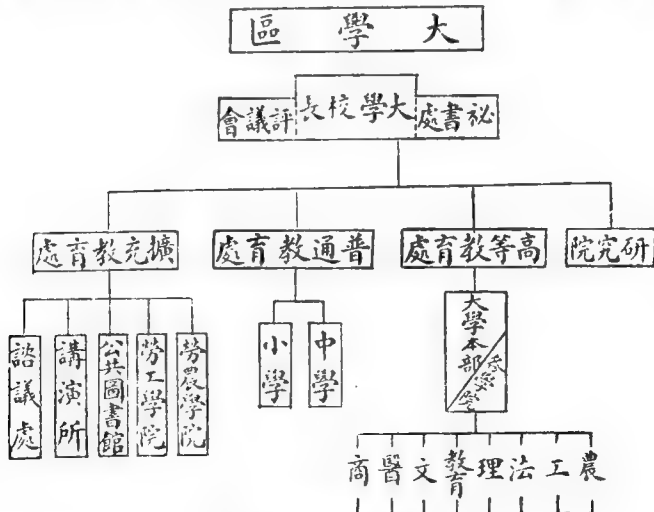 大學區
祕書處
大學校長
評議會
研究院
高等教育處
普通教育處
擴充教育處
大學本部
中學
小學
勞農學院
勞工學院
公共圖書館
講演所
諮議處
農
工
法
理
教育
文
醫
商